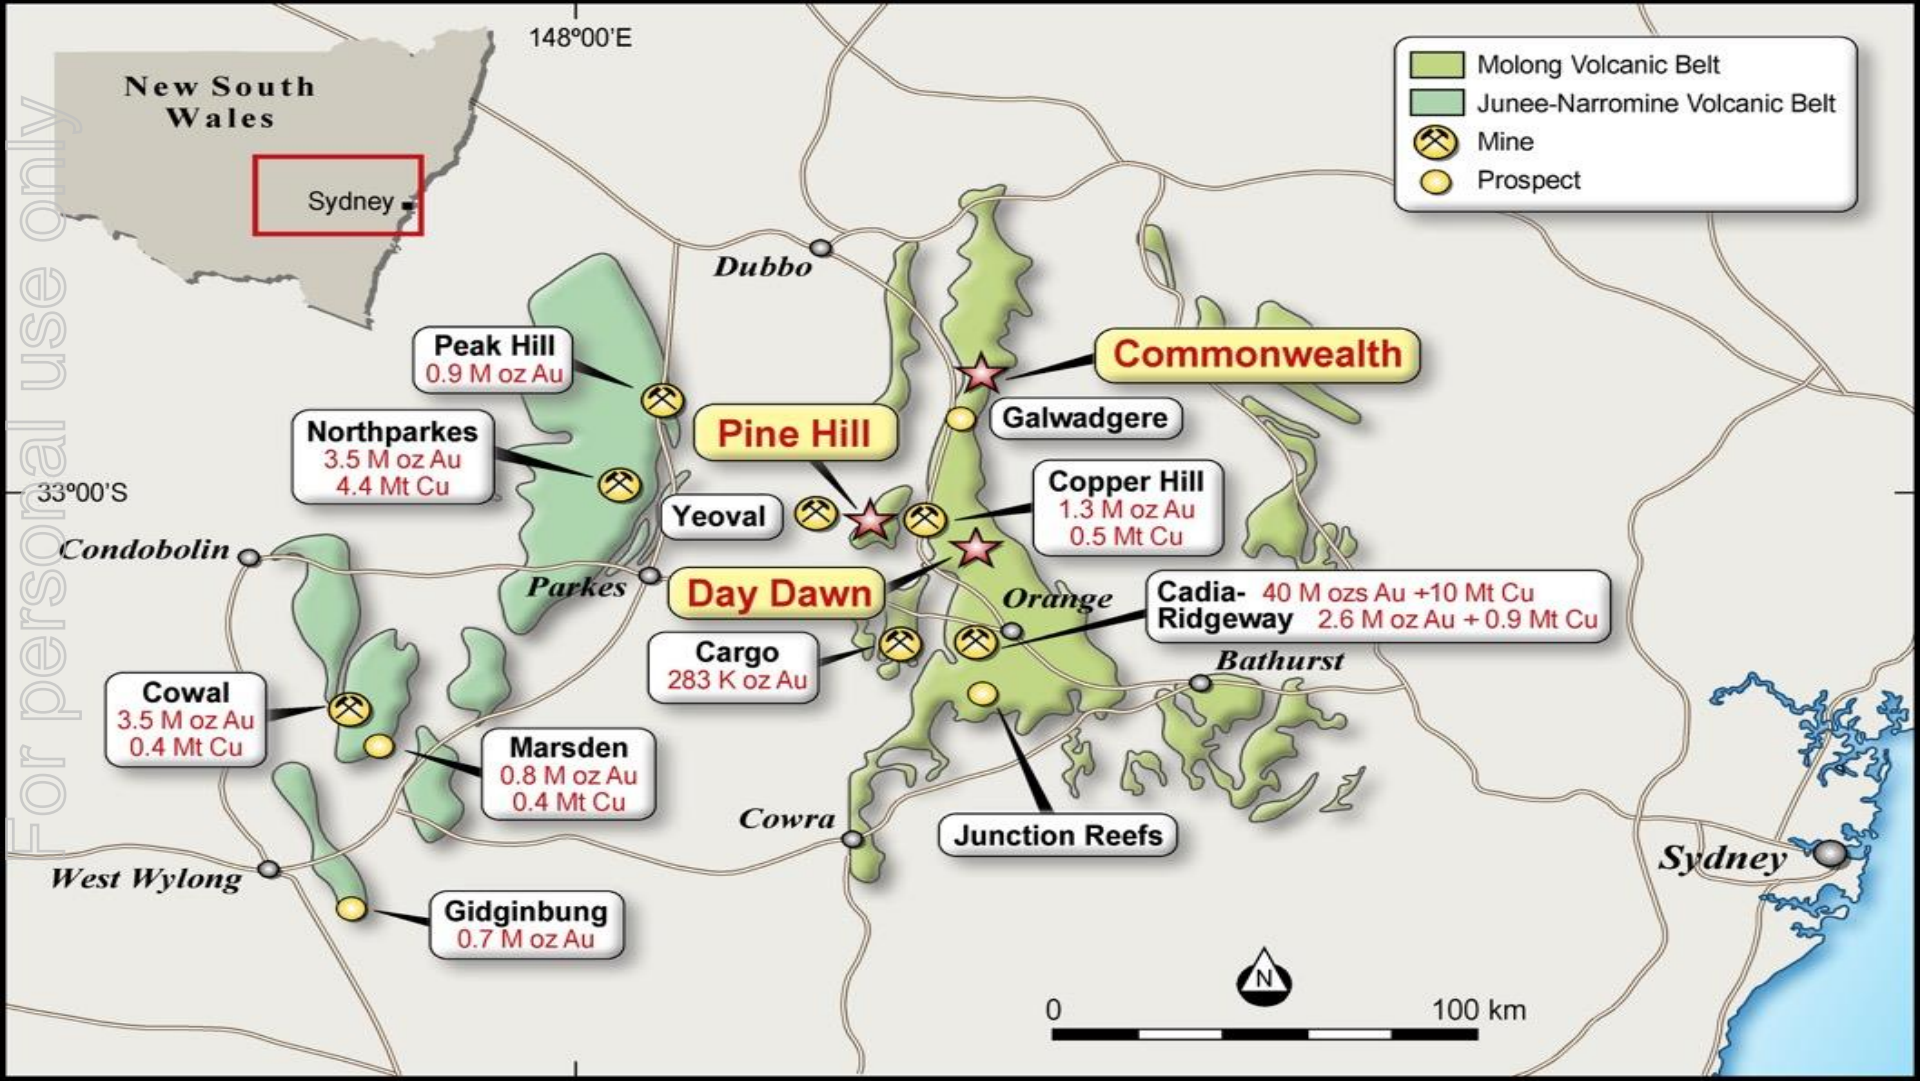 For personal use only
New South
Wales
Sydney
148º00'E
33º00'S
Molong Volcanic Belt
Junee-Narromine Volcanic Belt
Mine
Prospect
Dubbo
Peak Hill
0.9 M oz Au
Commonwealth
Northparkes
3.5 M oz Au
4.4 Mt Cu
Pine Hill
Galwadgere
Copper Hill
1.3 M oz Au
0.5 Mt Cu
Yeoval
Condobolin
Parkes
Day Dawn
Orange
Cadia- 40 M ozs Au +10 Mt Cu
Ridgeway 2.6 M oz Au + 0.9 Mt Cu
Cargo
283 K oz Au
Bathurst
Cowal
3.5 M oz Au
0.4 Mt Cu
Marsden
0.8 M oz Au
0.4 Mt Cu
Cowra
Junction Reefs
Sydney
West Wylong
Gidginbung
0.7 M oz Au
N
0 100 km